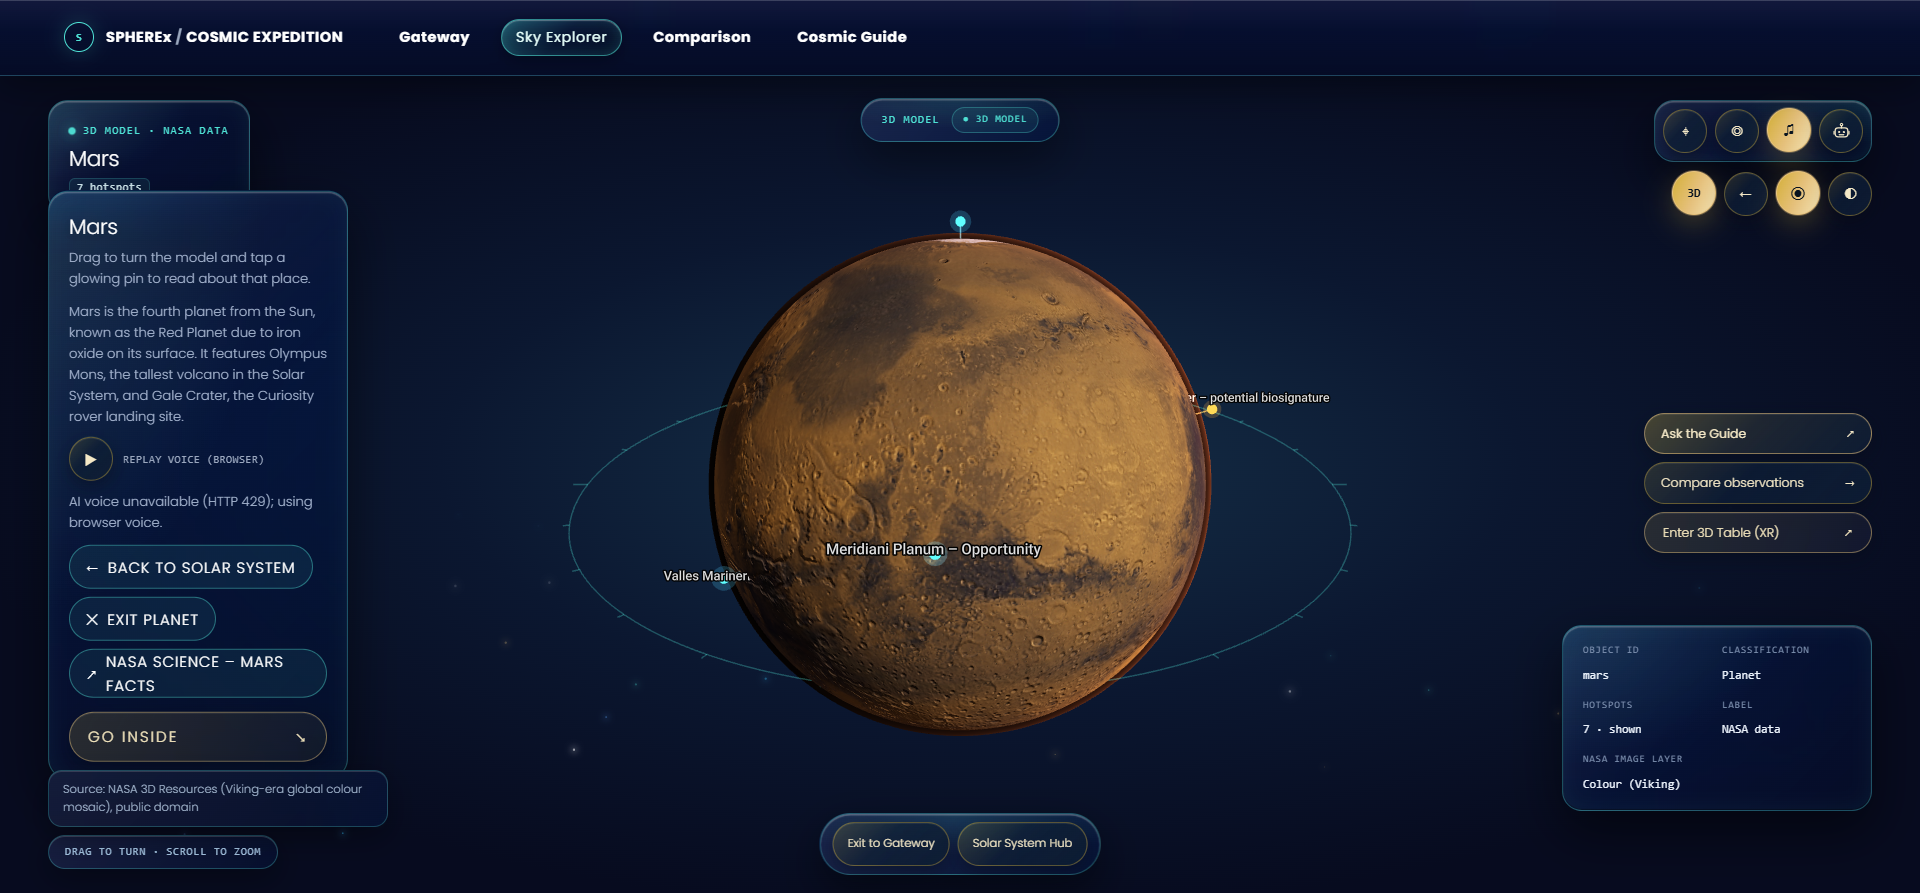 S
SPHEREx / COSMIC EXPEDITION
Gateway
Sky Explorer
Comparison
Cosmic Guide
3D MODEL · NASA DATA
Mars
7 hotspots
Mars
Drag to turn the model and tap a
glowing pin to read about that place.
Mars is the fourth planet from the Sun,
known as the Red Planet due to iron
oxide on its surface. It features Olympus
Mons, the tallest volcano in the Solar
System, and Gale Crater, the Curiosity
rover landing site.
REPLAY VOICE (BROWSER)
AI voice unavailable (HTTP 429); using
browser voice.
← BACK TO SOLAR SYSTEM
✕ EXIT PLANET
↗ NASA SCIENCE – MARS
FACTS
GO INSIDE ↘
Source: NASA 3D Resources (Viking-era global colour
mosaic), public domain
DRAG TO TURN · SCROLL TO ZOOM
3D MODEL
3D MODEL
– potential biosignature
Meridiani Planum – Opportunity
Valles
Exit to Gateway
Solar System Hub
3D
Ask the Guide ↗
Compare observations →
Enter 3D Table (XR) ↗
OBJECT ID
mars
CLASSIFICATION
Planet
HOTSPOTS
7 · shown
LABEL
NASA data
NASA IMAGE LAYER
Colour (Viking)